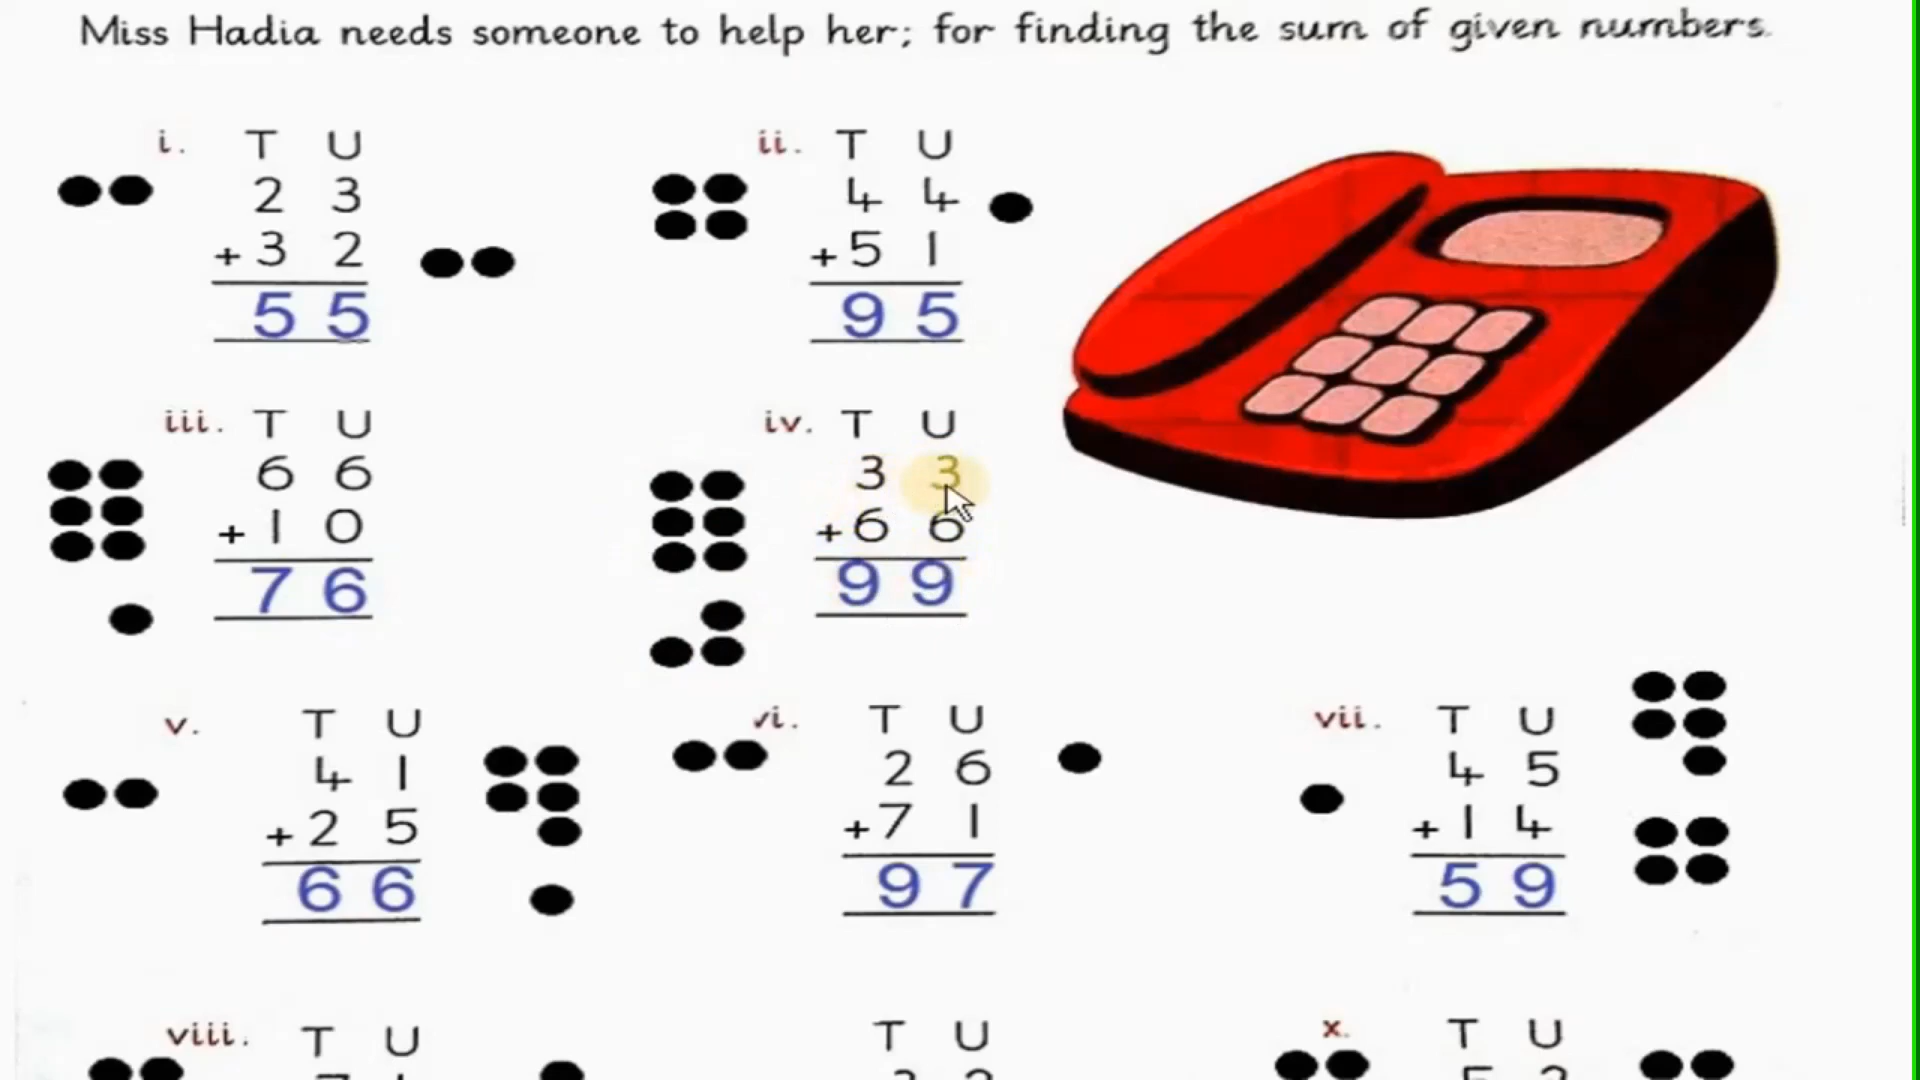 Miss Hadia needs someone to help her; for finding the sum of given numbers.
i. T U
2 3
+ 3 2
5 5
ii. T U
4 4
+ 5 1
9 5
iii. T U
6 6
+ 1 0
7 6
iv. T U
3 3
+ 6 6
9 9
v. T U
4 1
+ 2 5
6 6
vi. T U
2 6
+ 7 1
9 7
vii. T U
4 5
+ 1 4
5 9
viii. T U
T U
x. T U